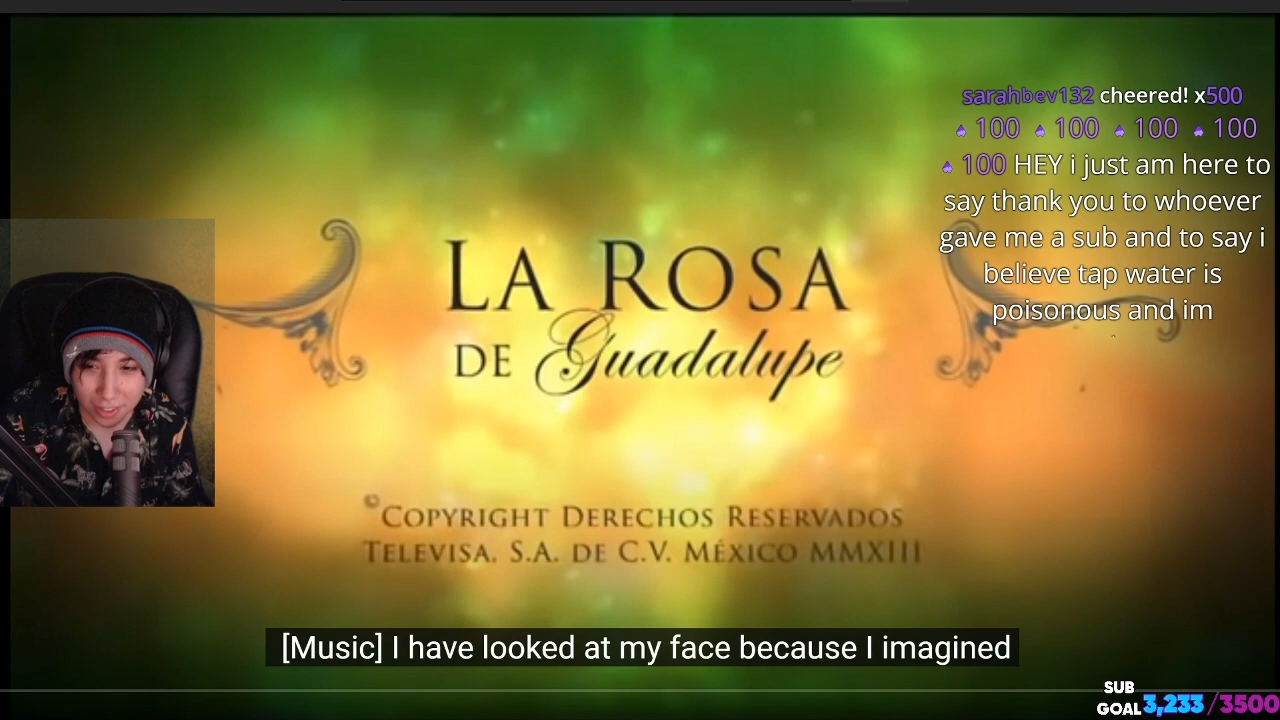 sarahbev132 cheered! x500
100 100 100 100
100 HEY i just am here to
say thank you to whoever
gave me a sub and to say i
believe tap water is
poisonous and im
LA ROSA
DE Guadalupe
©COPYRIGHT DERECHOS RESERVADOS
TELEVISA, S.A. DE C.V. MÉXICO MMXIII
[Music] I have looked at my face because I imagined
SUB
GOAL 3,233 /3500